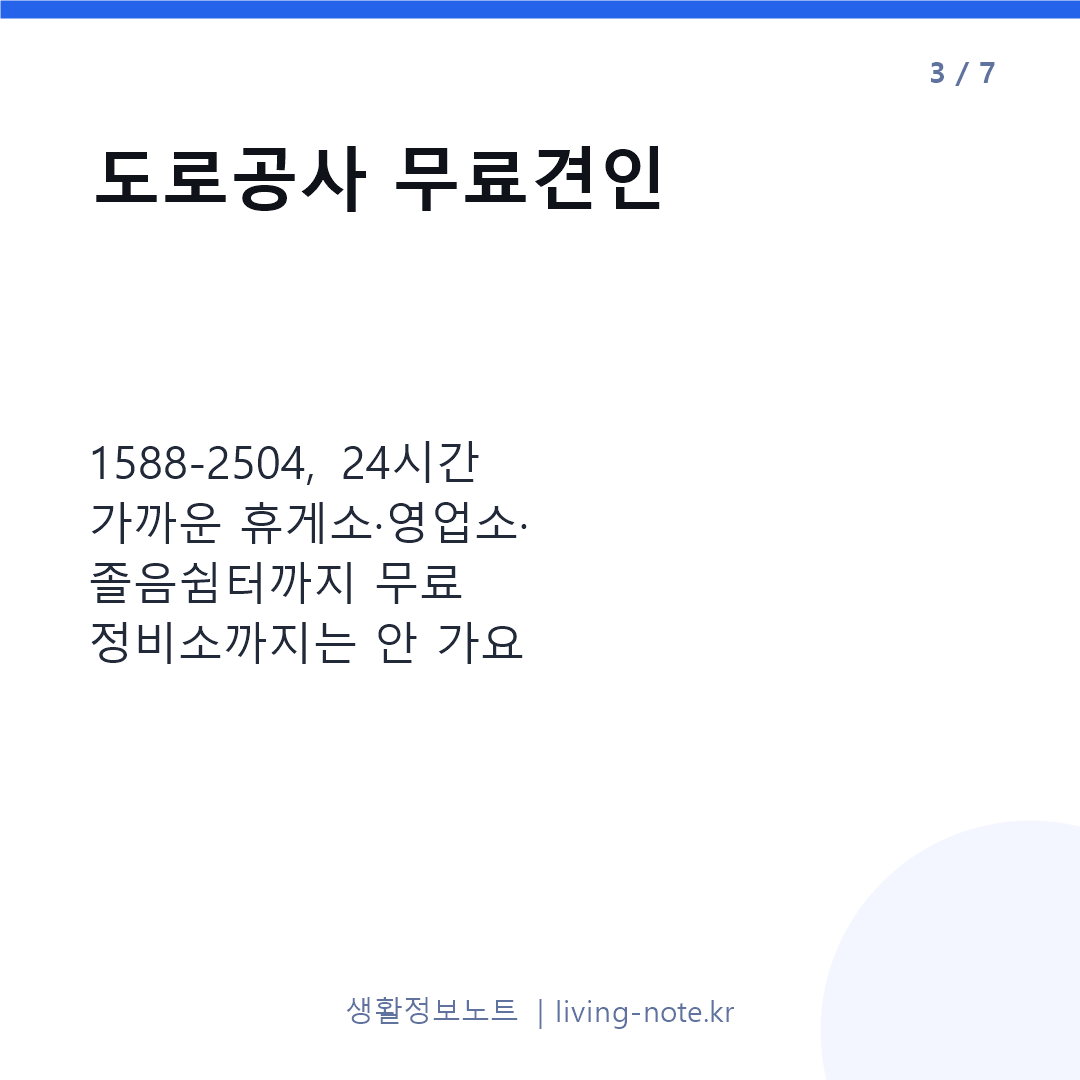 3 / 7
도로공사 무료견인
1588-2504, 24시간
가까운 휴게소·영업소·
졸음쉼터까지 무료
정비소까지는 안 가요
생활정보노트 | living-note.kr